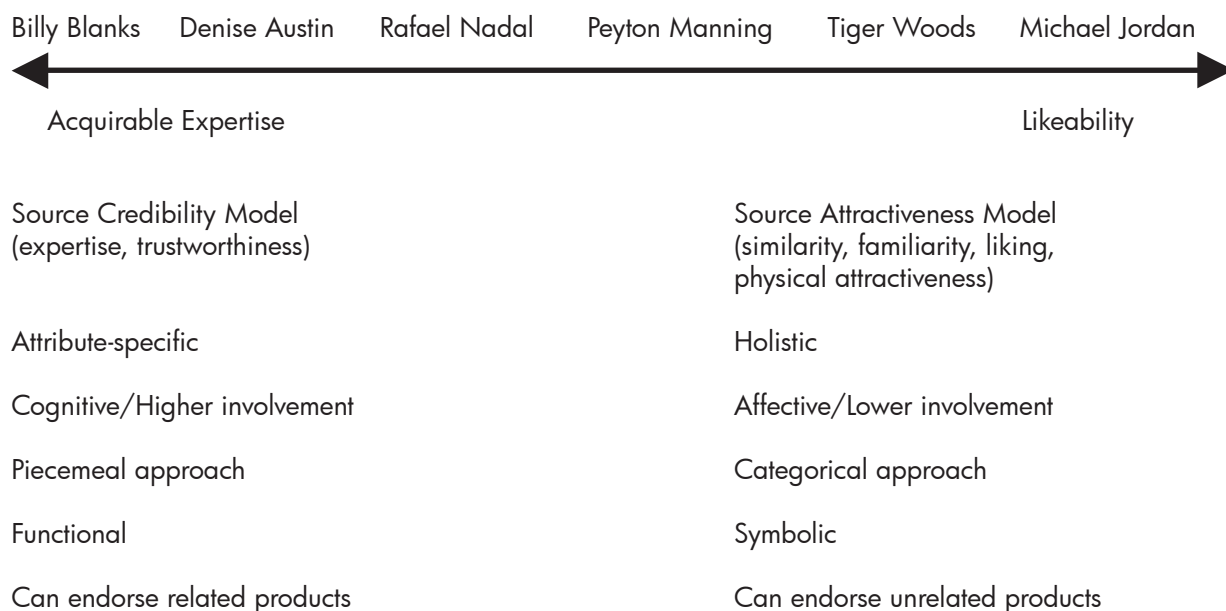 Billy Blanks Denise Austin Rafael Nadal Peyton Manning Tiger Woods Michael Jordan
Acquirable Expertise Likeability
Source Credibility Model
(expertise, trustworthiness)
Source Attractiveness Model
(similarity, familiarity, liking,
physical attractiveness)
Attribute-specific Holistic
Cognitive/Higher involvement Affective/Lower involvement
Piecemeal approach Categorical approach
Functional Symbolic
Can endorse related products Can endorse unrelated products